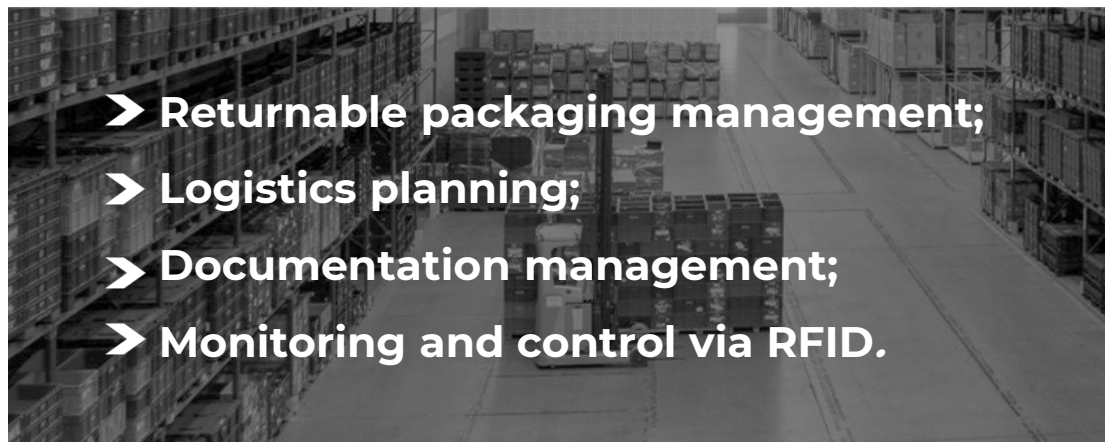 Returnable packaging management;
Logistics planning;
Documentation management;
Monitoring and control via RFID.